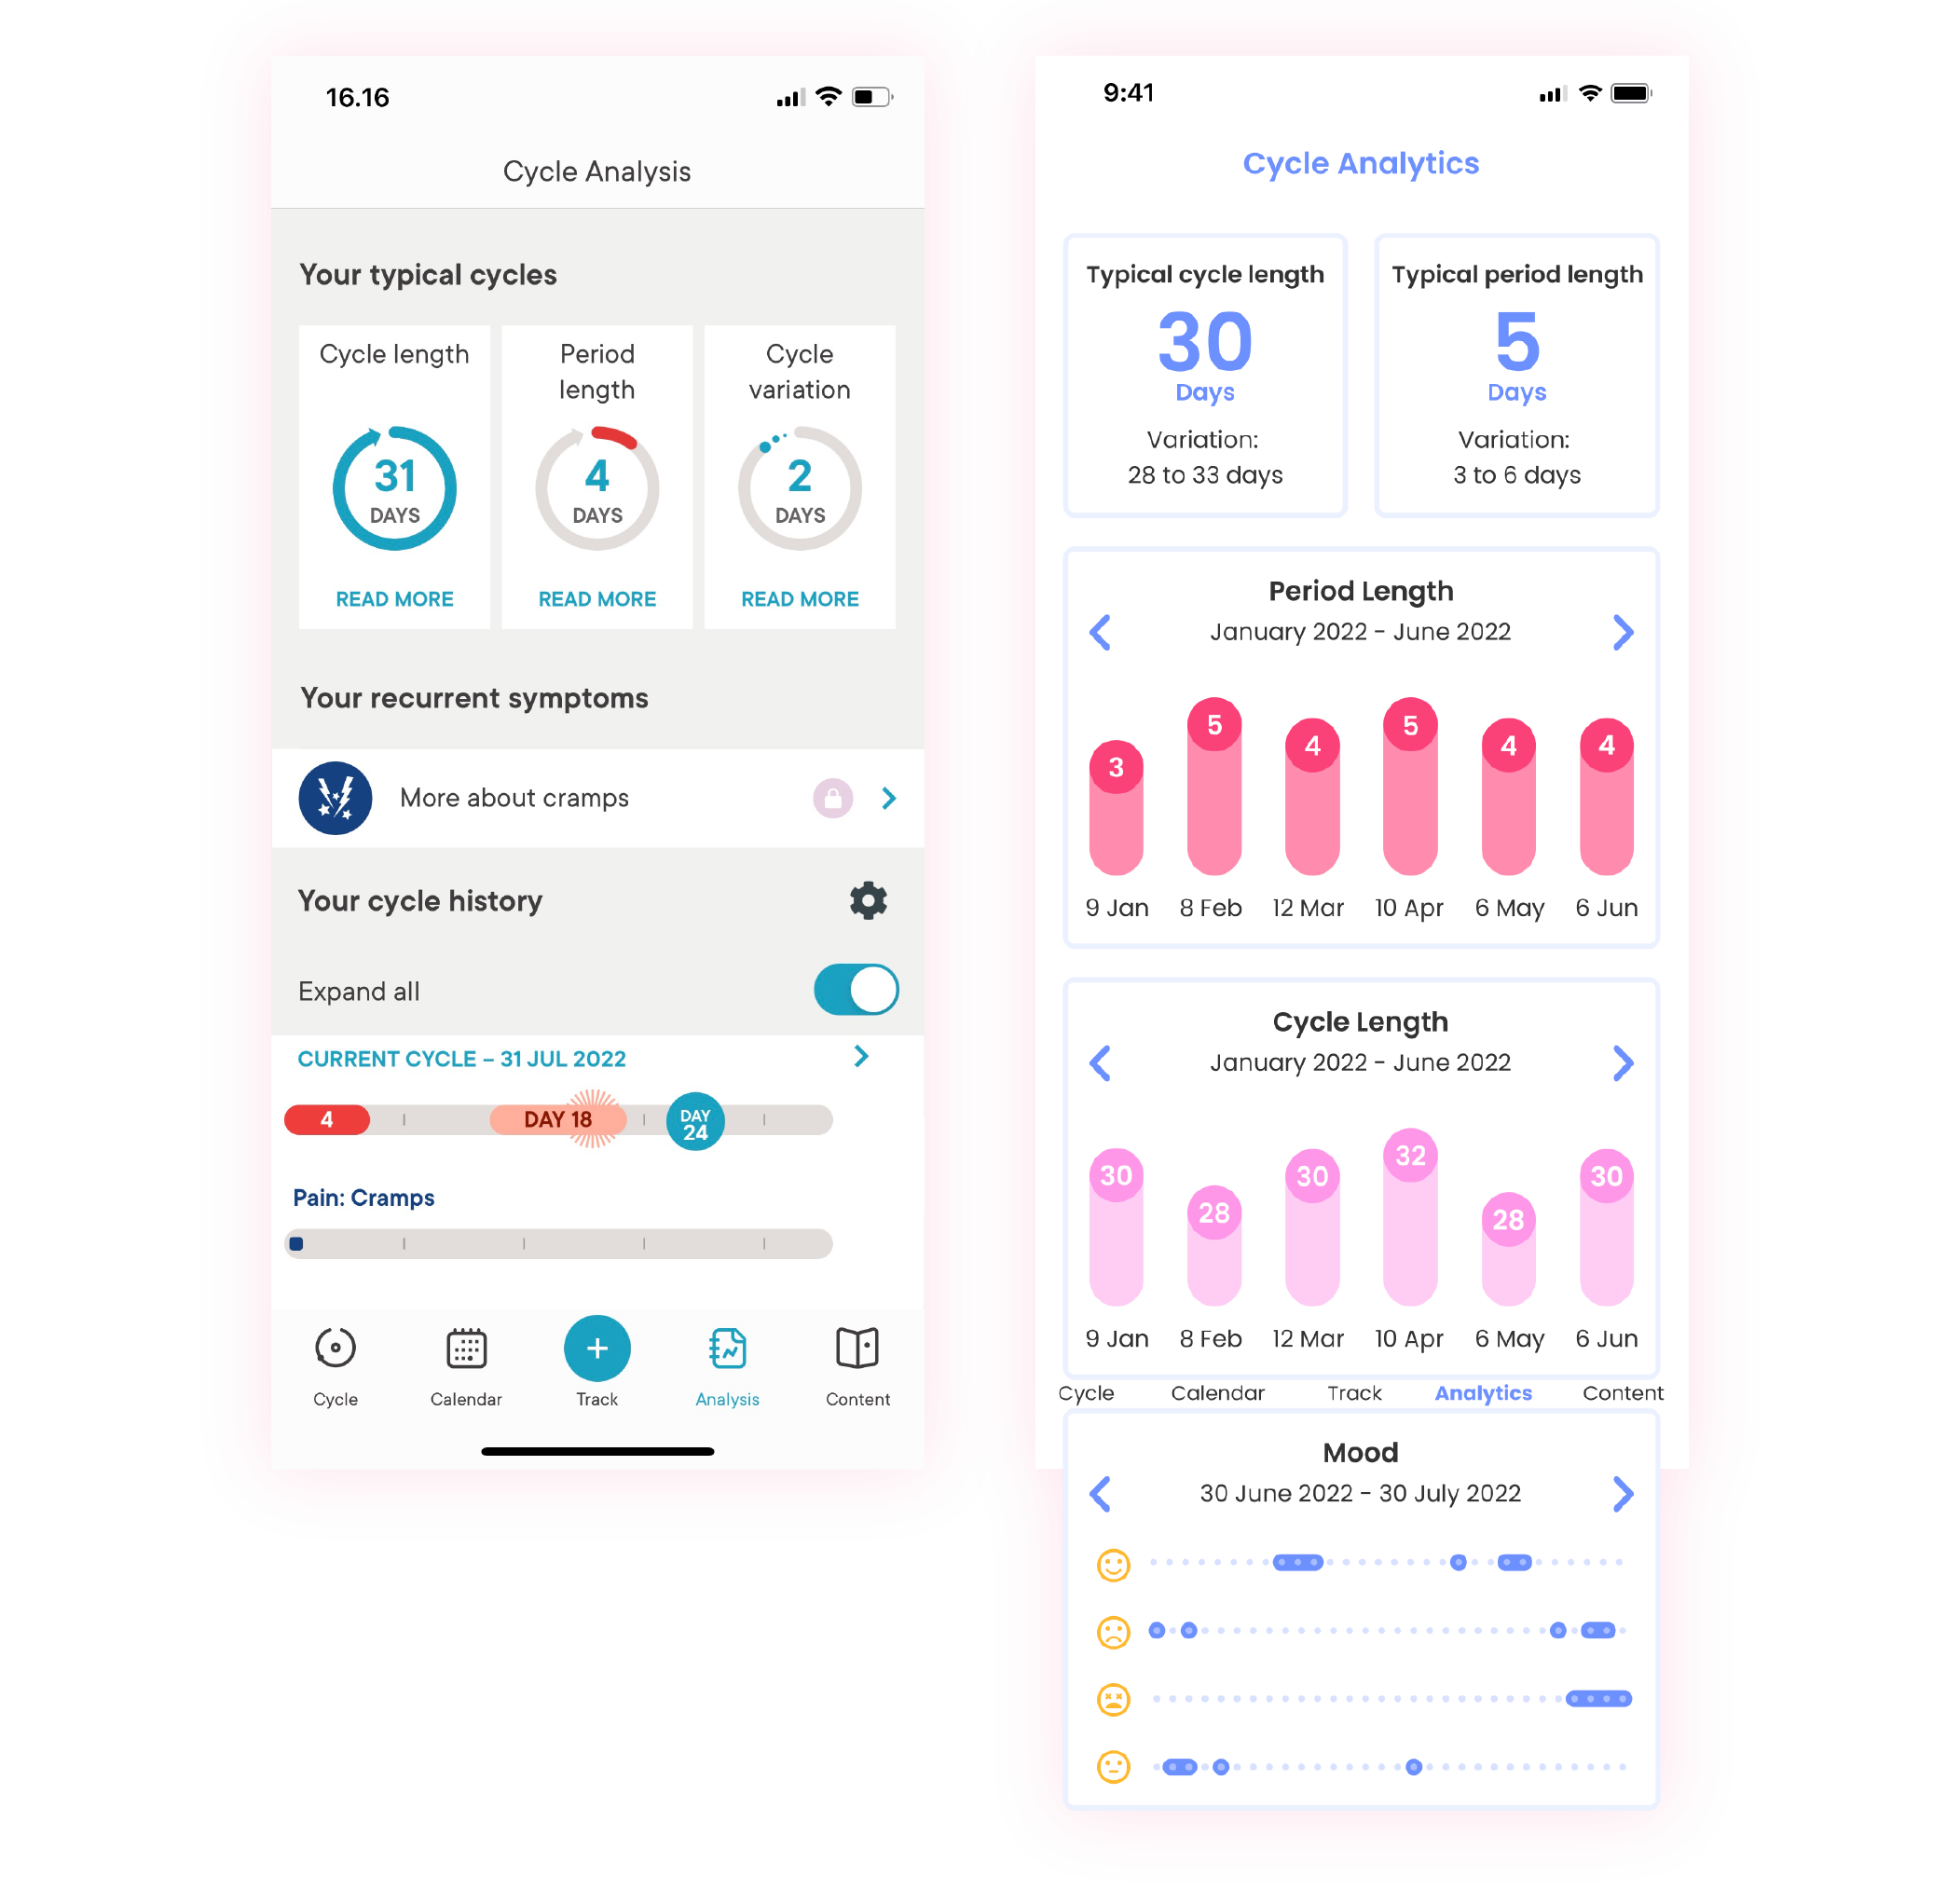 16.16
Cycle Analysis
Your typical cycles
Cycle length
31
DAYS
READ MORE
Period
length
4
DAYS
READ MORE
Cycle
variation
2
DAYS
READ MORE
Your recurrent symptoms
More about cramps
Your cycle history
Expand all
CURRENT CYCLE – 31 JUL 2022
4
DAY 18
DAY
24
Pain: Cramps
Cycle
Calendar
Track
Analysis
Content
9:41
Cycle Analytics
Typical cycle length
30
Days
Variation:
28 to 33 days
Typical period length
5
Days
Variation:
3 to 6 days
Period Length
January 2022 - June 2022
3 5 4 5 4 4
9 Jan 8 Feb 12 Mar 10 Apr 6 May 6 Jun
Cycle Length
January 2022 - June 2022
30 28 30 32 28 30
9 Jan 8 Feb 12 Mar 10 Apr 6 May 6 Jun
Cycle Calendar Track Analytics Content
Mood
30 June 2022 - 30 July 2022